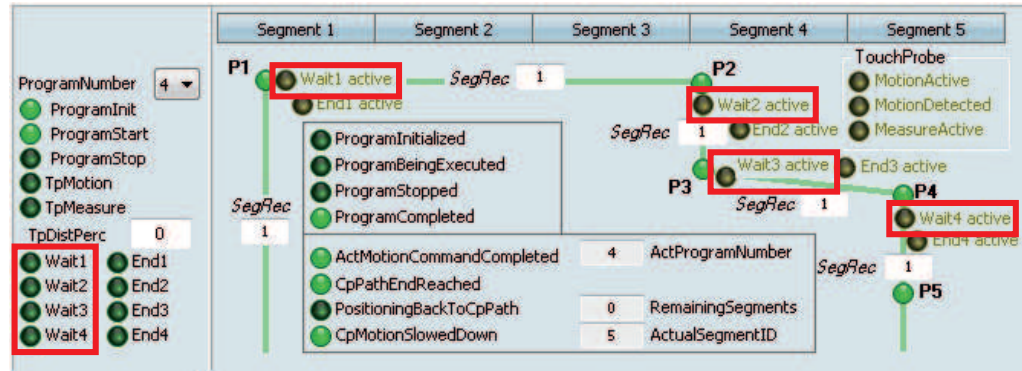 Segment 1 Segment 2 Segment 3 Segment 4 Segment 5
ProgramNumber 4
ProgramInit
ProgramStart
ProgramStop
TpMotion
TpMeasure
TpDistPerc 0
Wait1 End1
Wait2 End2
Wait3 End3
Wait4 End4
P1
Wait1 active
End1 active
SegRec 1
SegRec
1
ProgramInitialized
ProgramBeingExecuted
ProgramStopped
ProgramCompleted
ActMotionCommandCompleted 4 ActProgramNumber
CpPathEndReached
PositioningBackToCpPath 0 RemainingSegments
CpMotionSlowedDown 5 ActualSegmentID
P2
Wait2 active
SegRec 1 End2 active
P3
Wait3 active
End3 active
SegRec 1
TouchProbe
MotionActive
MotionDetected
MeasureActive
P4
Wait4 active
End4 active
SegRec 1
P5